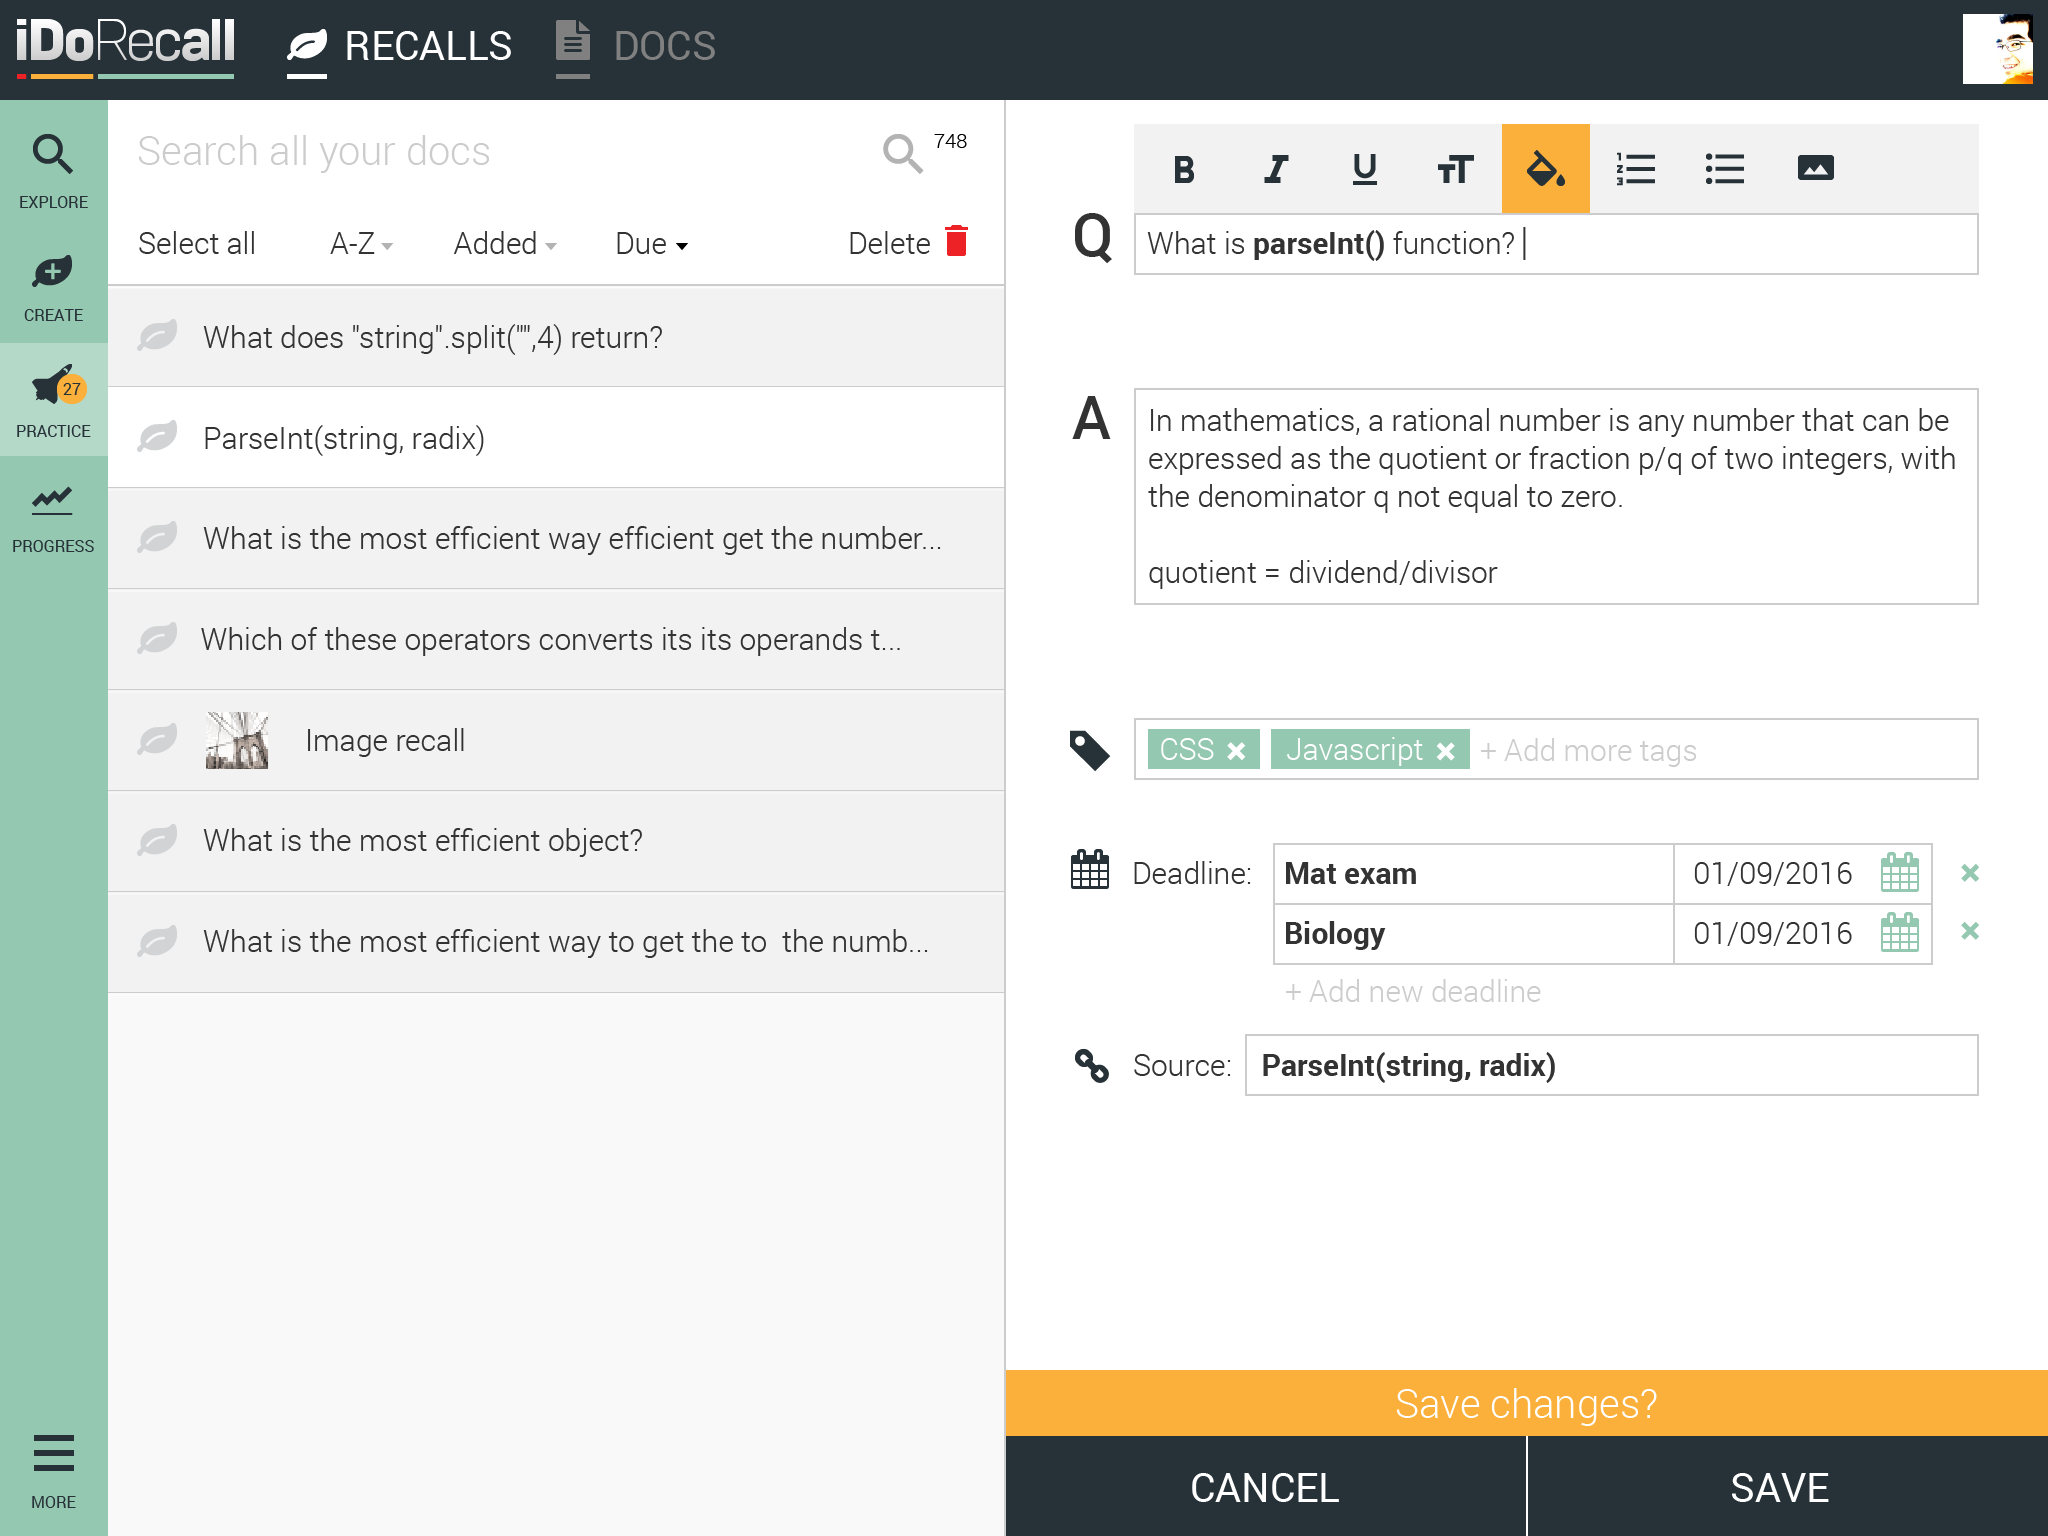 iDoRecall
RECALLS
DOCS
EXPLORE
CREATE
27
PRACTICE
PROGRESS
MORE
Search all your docs
748
Select all
A-Z
Added
Due
Delete
What does "string".split("",4) return?
ParseInt(string, radix)
What is the most efficient way efficient get the number...
Which of these operators converts its its operands t...
Image recall
What is the most efficient object?
What is the most efficient way to get the to  the numb...
B I U TT
Q
What is parseInt() function?
A
In mathematics, a rational number is any number that can be
expressed as the quotient or fraction p/q of two integers, with
the denominator q not equal to zero.
quotient = dividend/divisor
CSS
Javascript
+ Add more tags
Deadline:
Mat exam
01/09/2016
Biology
01/09/2016
+ Add new deadline
Source:
ParseInt(string, radix)
Save changes?
CANCEL
SAVE